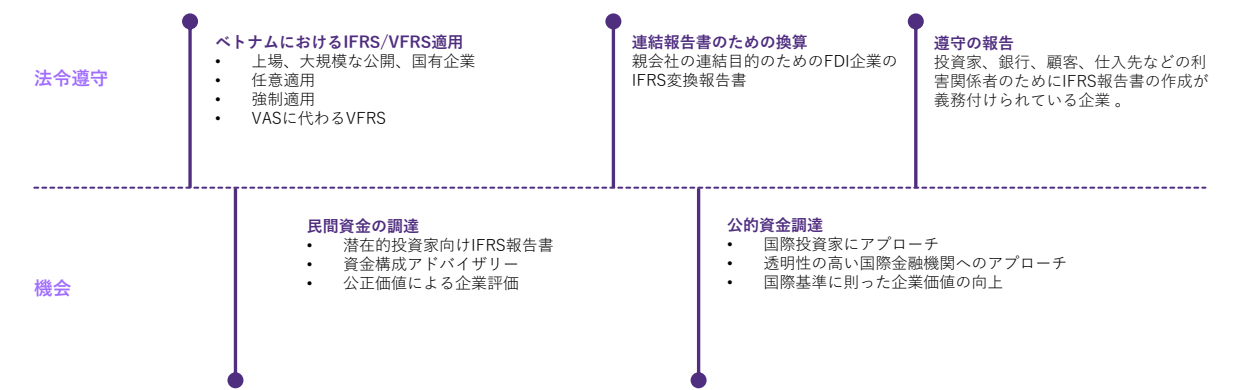 法令遵守
ベトナムにおけるIFRS/VFRS適用
• 上場、大規模な公開、国有企業
• 任意適用
• 強制適用
• VASに代わるVFRS
連結報告書のための換算
親会社の連結目的のためのFDI企業の
IFRS変換報告書
遵守の報告
投資家、銀行、顧客、仕入先などの利
害関係者のためにIFRS報告書の作成が
義務付けられている企業 。
機会
民間資金の調達
• 潜在的投資家向けIFRS報告書
• 資金構成アドバイザリー
• 公正価値による企業評価
公的資金調達
• 国際投資家にアプローチ
• 透明性の高い国際金融機関へのアプローチ
• 国際基準に則った企業価値の向上